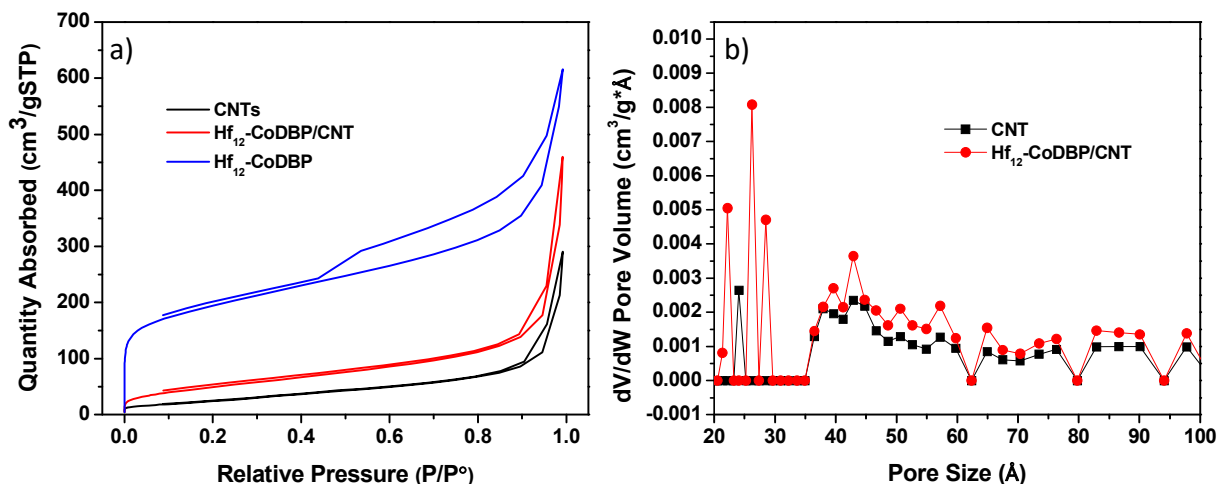 a)
Quantity Absorbed (cm³/gSTP)
700
600
500
400
300
200
100
0
CNTs
Hf₁₂-CoDBP/CNT
Hf₁₂-CoDBP
0.0 0.2 0.4 0.6 0.8 1.0
Relative Pressure (P/P°)
b)
dV/dW Pore Volume (cm³/g*Å)
0.010
0.009
0.008
0.007
0.006
0.005
0.004
0.003
0.002
0.001
0.000
-0.001
CNT
Hf₁₂-CoDBP/CNT
20 30 40 50 60 70 80 90 100
Pore Size (Å)